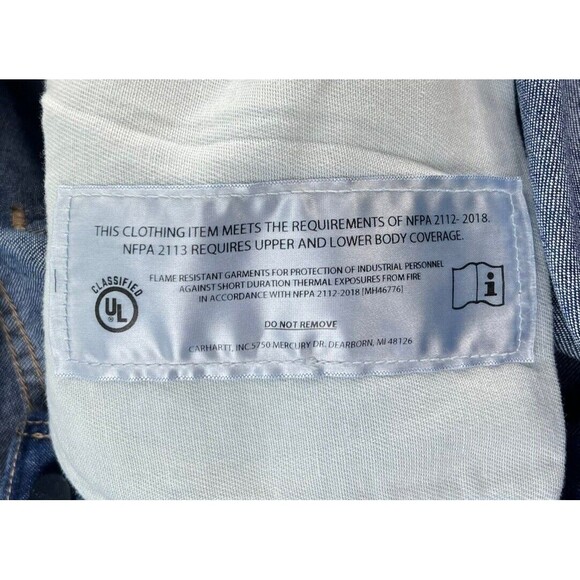 THIS CLOTHING ITEM MEETS THE REQUIREMENTS OF NFPA 2112- 2018.
NFPA 2113 REQUIRES UPPER AND LOWER BODY COVERAGE.
CLASSIFIED
UL
®
FLAME RESISTANT GARMENTS FOR PROTECTION OF INDUSTRIAL PERSONNEL
AGAINST SHORT DURATION THERMAL EXPOSURES FROM FIRE
IN ACCORDANCE WITH NFPA 2112-2018 [MH46776]
i
DO NOT REMOVE
CARHARTT, INC.5750 MERCURY DR. DEARBORN, MI 48126